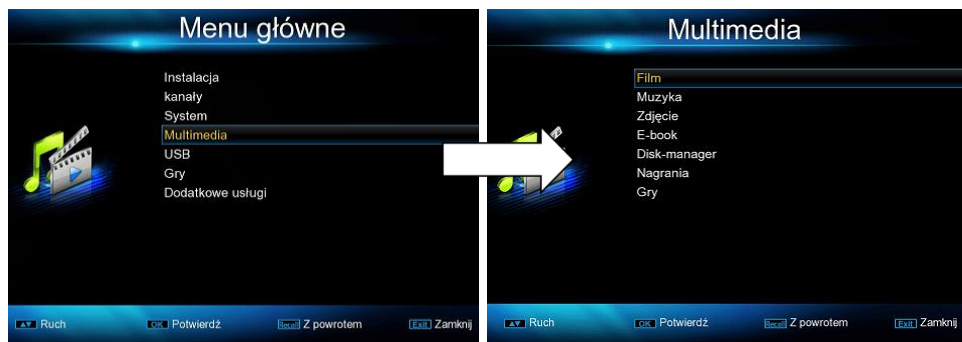 Menu główne
Instalacja
kanały
System
Multimedia
USB
Gry
Dodatkowe usługi
▲▼ Ruch
OK Potwierdź
Recall Z powrotem
Exit Zamknij
Multimedia
Film
Muzyka
Zdjęcie
E-book
Disk-manager
Nagrania
Gry
▲▼ Ruch
OK Potwierdź
Recall Z powrotem
Exit Zamknij